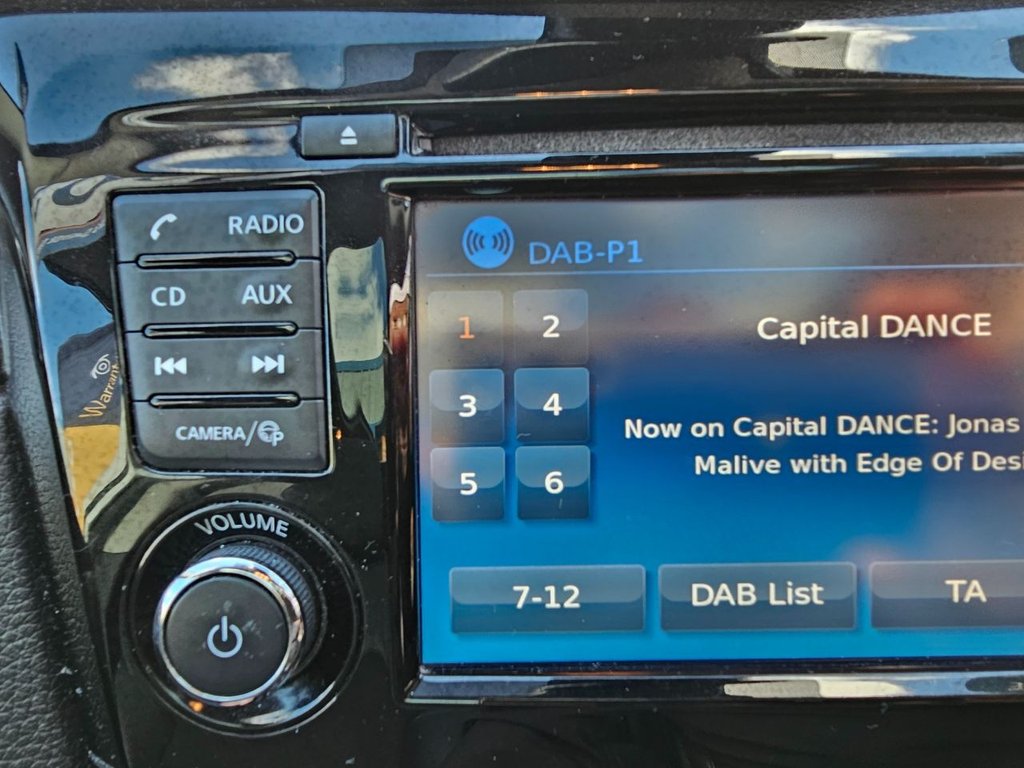 RADIO
CD AUX
CAMERA/
VOLUME
Warrant
DAB-P1
1 2
3 4
5 6
Capital DANCE
Now on Capital DANCE: Jonas
Malive with Edge Of Desi
7-12 DAB List TA